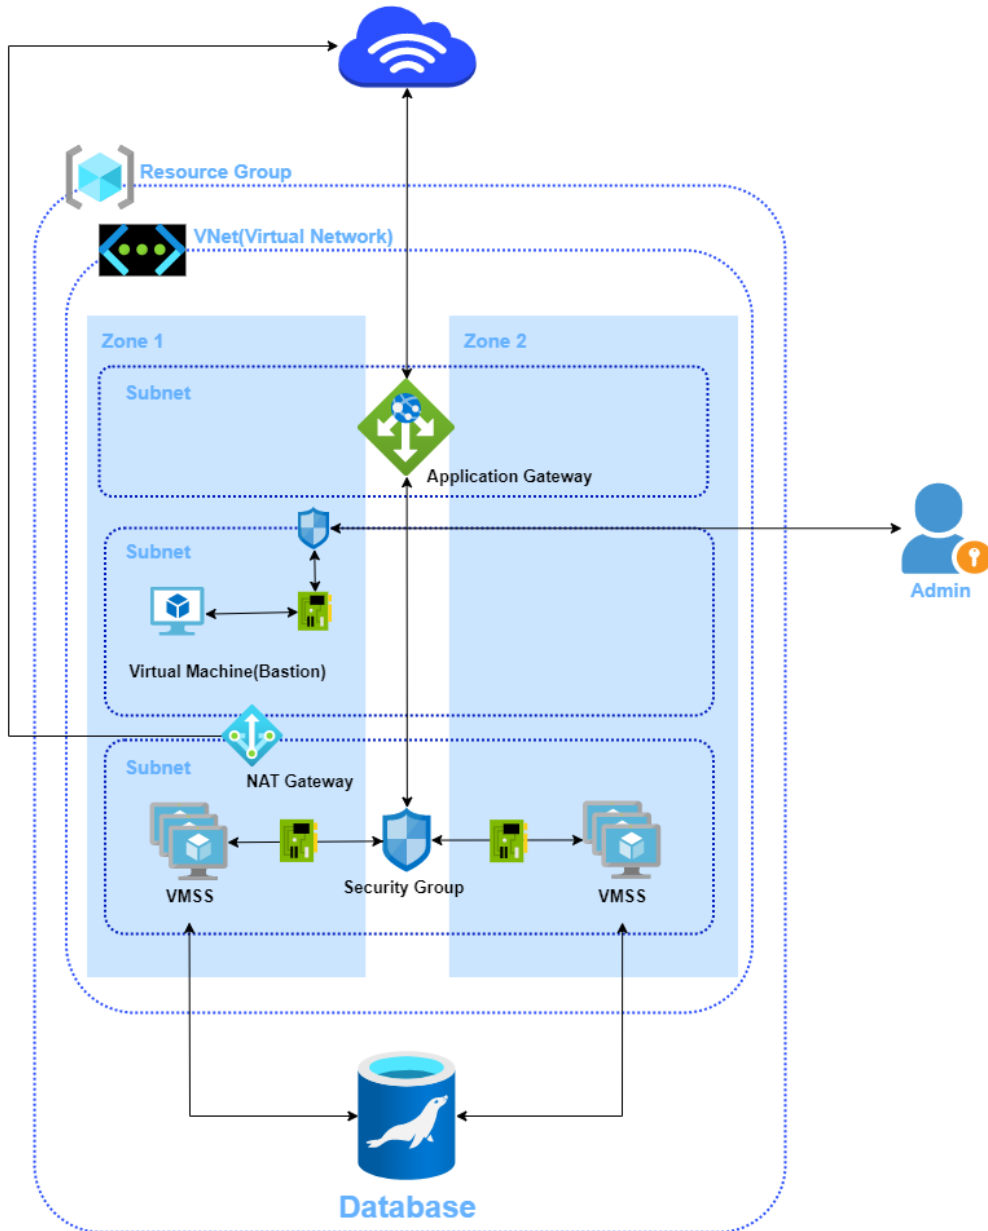 Resource Group
VNet(Virtual Network)
Zone 1
Zone 2
Subnet
Application Gateway
Subnet
Virtual Machine(Bastion)
Admin
Subnet
NAT Gateway
Security Group
VMSS
VMSS
Database